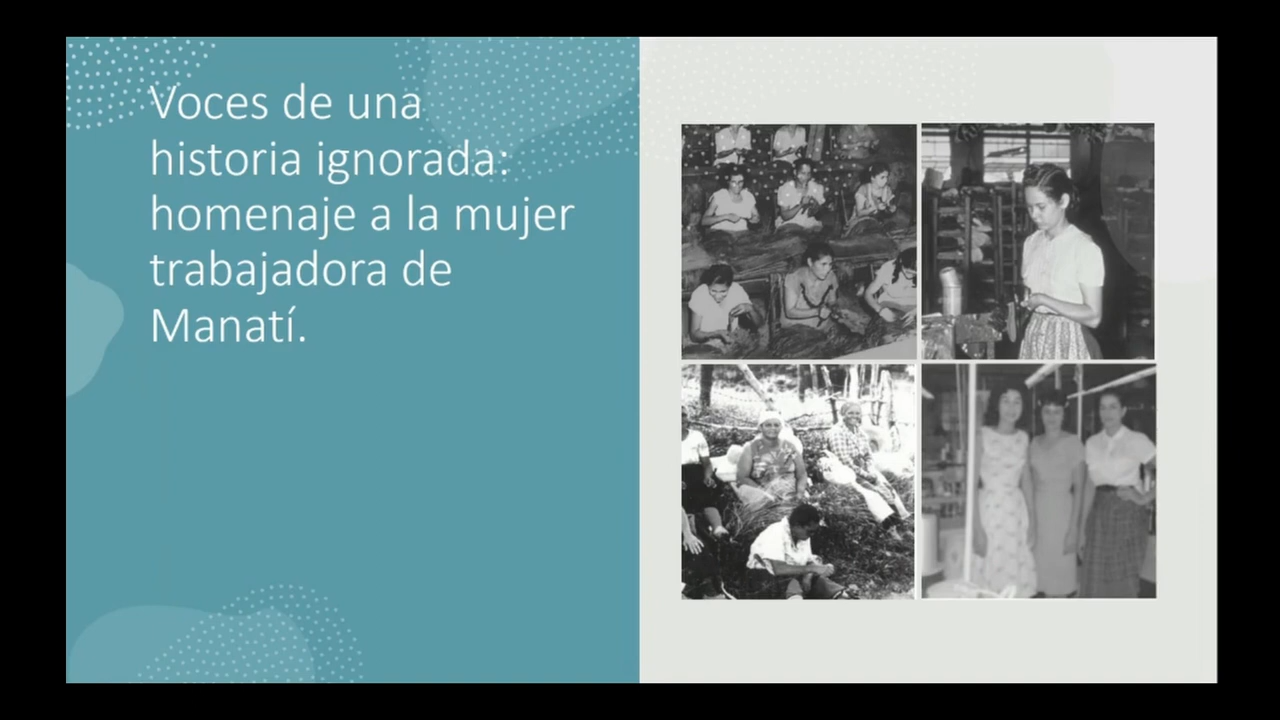 Voces de una
historia ignorada:
homenaje a la mujer
trabajadora de
Manatí.